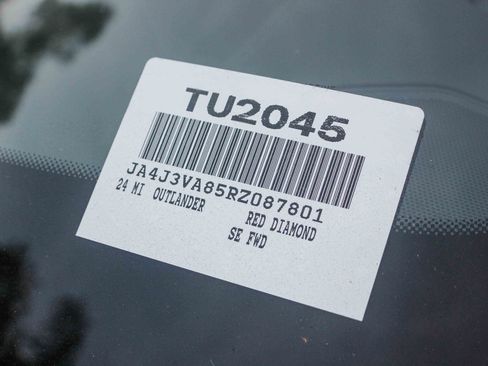 TU2045
JA4J3VA85RZ087801
24 MI OUTLANDER RED DIAMOND
SE FWD